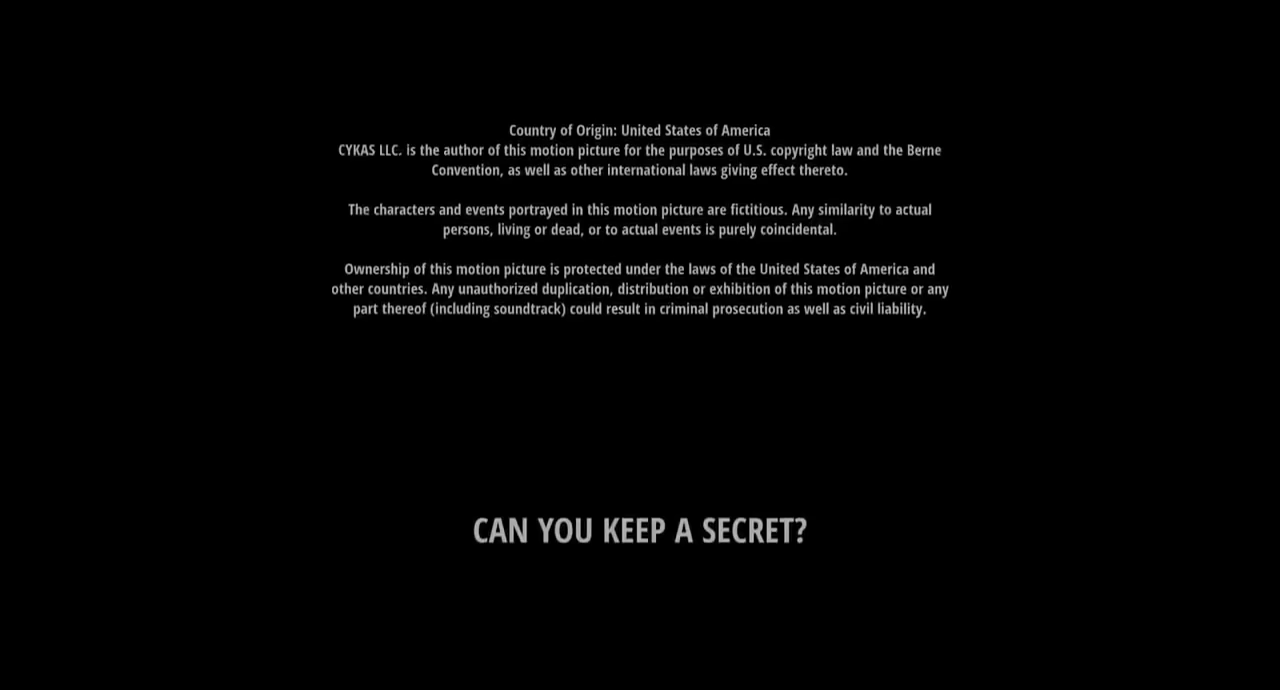 Country of Origin: United States of America
CYKAS LLC. is the author of this motion picture for the purposes of U.S. copyright law and the Berne
Convention, as well as other international laws giving effect thereto.
The characters and events portrayed in this motion picture are fictitious. Any similarity to actual
persons, living or dead, or to actual events is purely coincidental.
Ownership of this motion picture is protected under the laws of the United States of America and
other countries. Any unauthorized duplication, distribution or exhibition of this motion picture or any
part thereof (including soundtrack) could result in criminal prosecution as well as civil liability.
CAN YOU KEEP A SECRET?